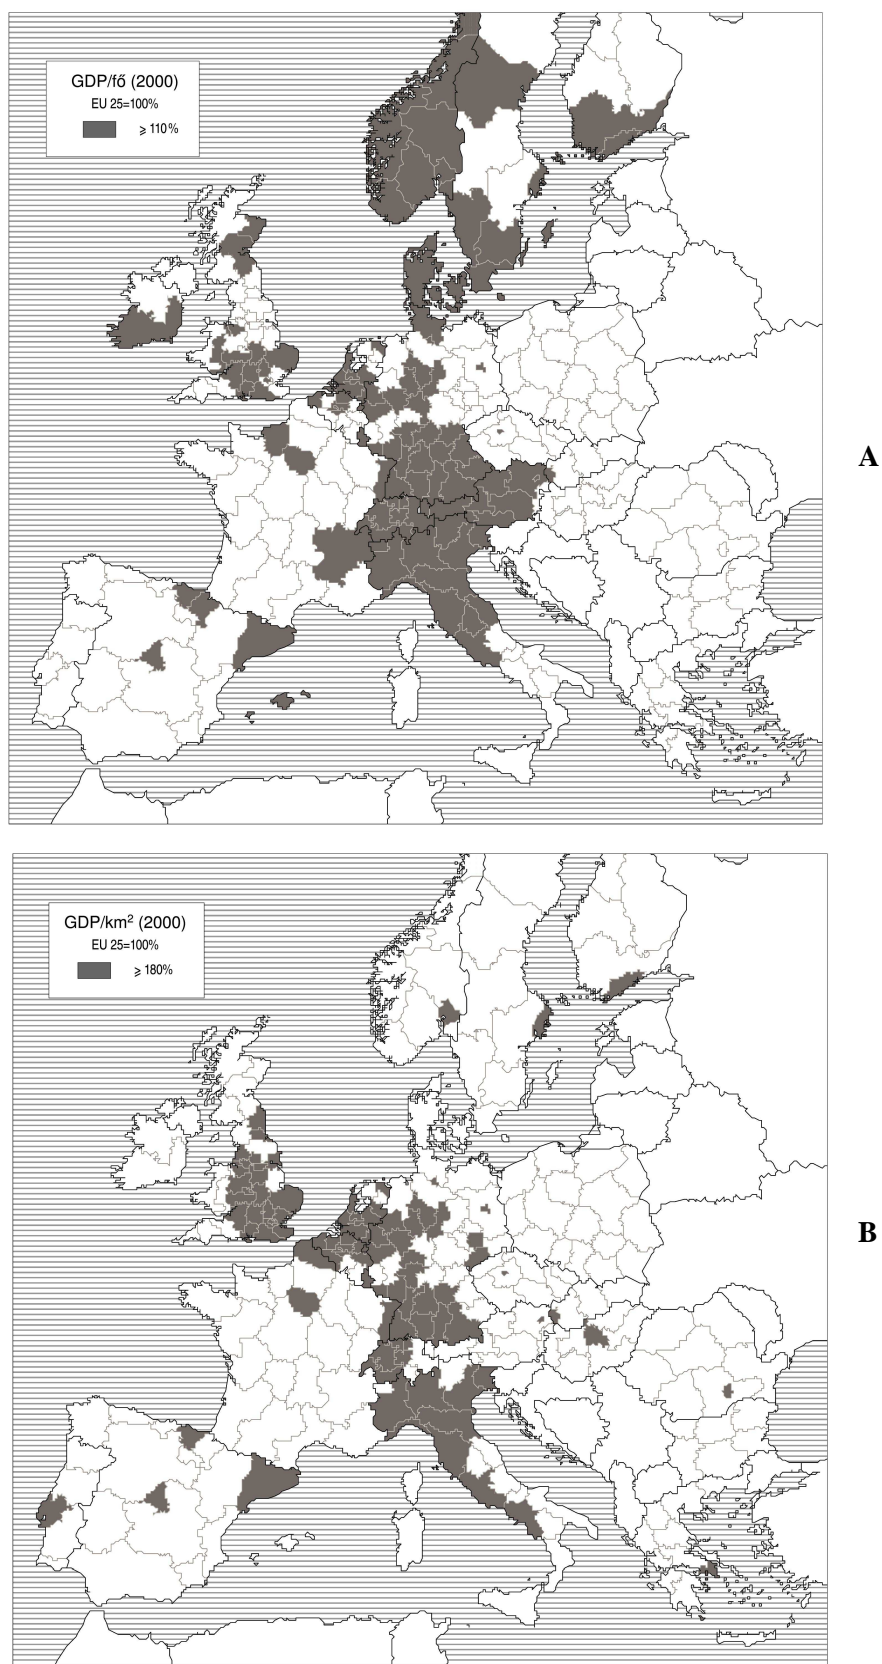 GDP/fő (2000)
EU 25=100%
⩾ 110%
A
GDP/km² (2000)
EU 25=100%
⩾ 180%
B